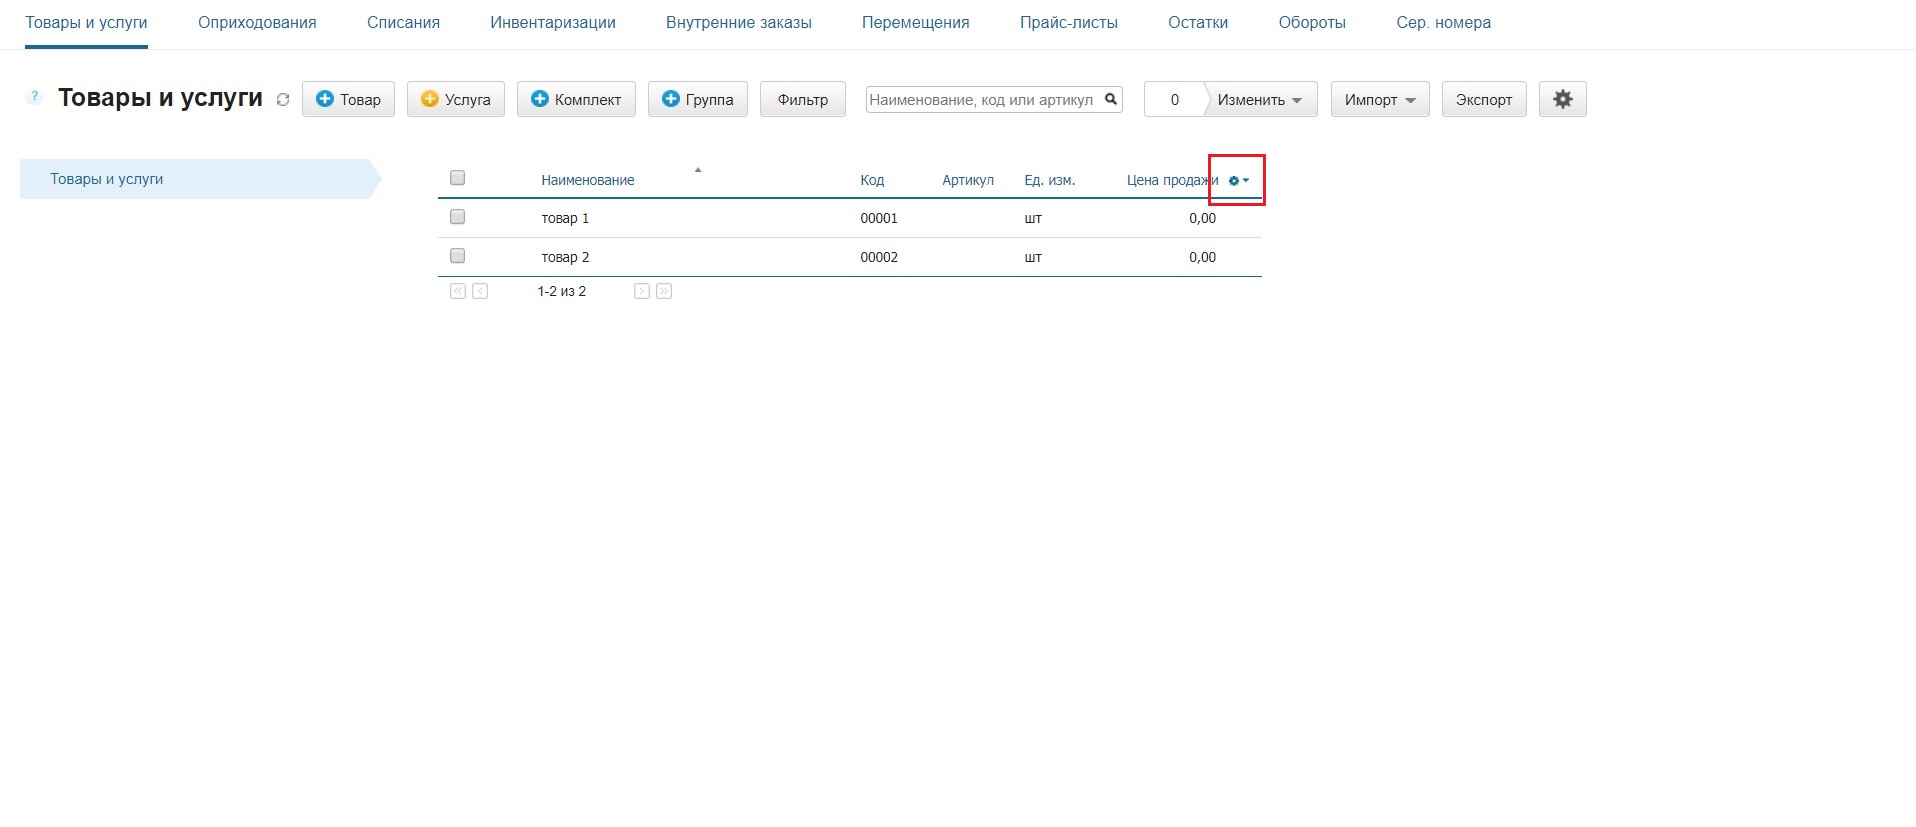 Товары и услуги Оприходования Списания Инвентаризации Внутренние заказы Перемещения Прайс-листы Остатки Обороты Сер. номера
? Товары и услуги Товар Услуга Комплект Группа Фильтр Наименование, код или артикул 0 Изменить Импорт Экспорт
Товары и услуги
Наименование Код Артикул Ед. изм. Цена продажи
товар 1 00001 шт 0,00
товар 2 00002 шт 0,00
1-2 из 2